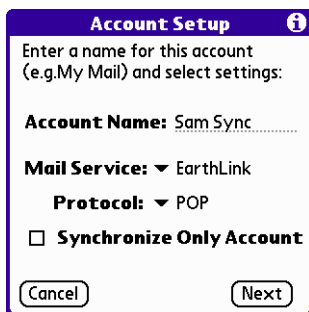 Account Setup
Enter a name for this account
(e.g.My Mail) and select settings:
Account Name: Sam Sync
Mail Service: EarthLink
Protocol: POP
Synchronize Only Account
Cancel Next